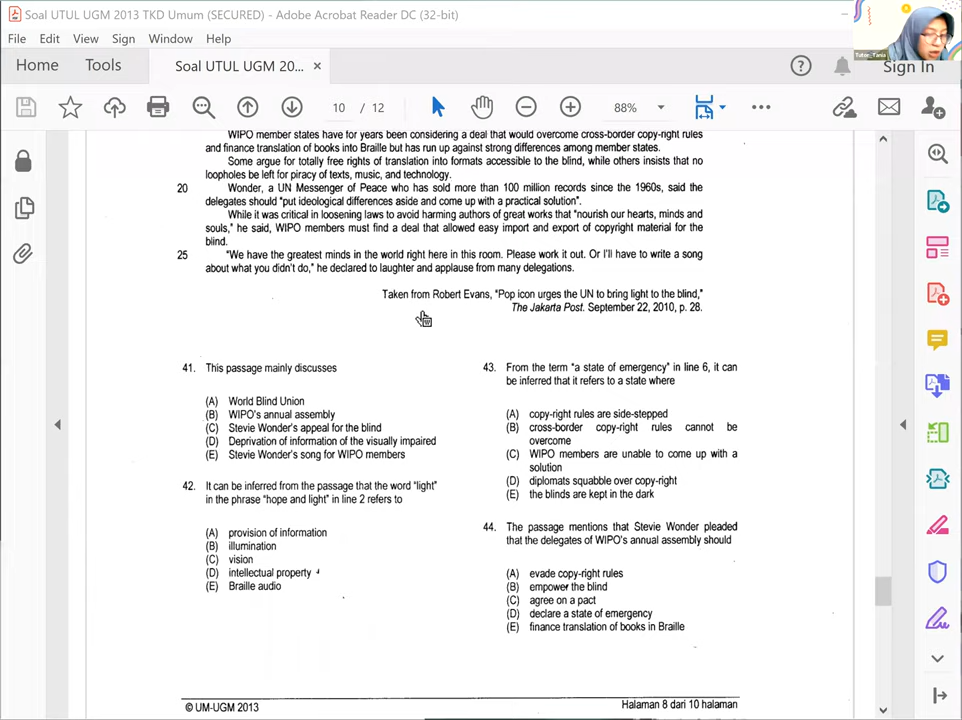 Soal UTUL UGM 2013 TKD Umum (SECURED) - Adobe Acrobat Reader DC (32-bit)
File Edit View Sign Window Help
Tutor_Tania
Home Tools Soal UTUL UGM 20... × Sign In
10 / 12 88%
WIPO member states have for years been considering a deal that would overcome cross-border copy-right rules
and finance translation of books into Braille but has run up against strong differences among member states.
Some argue for totally free rights of translation into formats accessible to the blind, while others insists that no
loopholes be left for piracy of texts, music, and technology.
20 Wonder, a UN Messenger of Peace who has sold more than 100 million records since the 1960s, said the
delegates should "put ideological differences aside and come up with a practical solution".
While it was critical in loosening laws to avoid harming authors of great works that "nourish our hearts, minds and
souls," he said, WIPO members must find a deal that allowed easy import and export of copyright material for the
blind.
25 "We have the greatest minds in the world right here in this room. Please work it out. Or I'll have to write a song
about what you didn't do," he declared to laughter and applause from many delegations.
Taken from Robert Evans, "Pop icon urges the UN to bring light to the blind,"
The Jakarta Post. September 22, 2010, p. 28.
41. This passage mainly discusses
(A) World Blind Union
(B) WIPO's annual assembly
(C) Stevie Wonder's appeal for the blind
(D) Deprivation of information of the visually impaired
(E) Stevie Wonder's song for WIPO members
42. It can be inferred from the passage that the word "light"
in the phrase "hope and light" in line 2 refers to
(A) provision of information
(B) illumination
(C) vision
(D) intellectual property
(E) Braille audio
43. From the term "a state of emergency" in line 6, it can
be inferred that it refers to a state where
(A) copy-right rules are side-stepped
(B) cross-border copy-right rules cannot be
overcome
(C) WIPO members are unable to come up with a
solution
(D) diplomats squabble over copy-right
(E) the blinds are kept in the dark
44. The passage mentions that Stevie Wonder pleaded
that the delegates of WIPO's annual assembly should
(A) evade copy-right rules
(B) empower the blind
(C) agree on a pact
(D) declare a state of emergency
(E) finance translation of books in Braille
© UM-UGM 2013 Halaman 8 dari 10 halaman